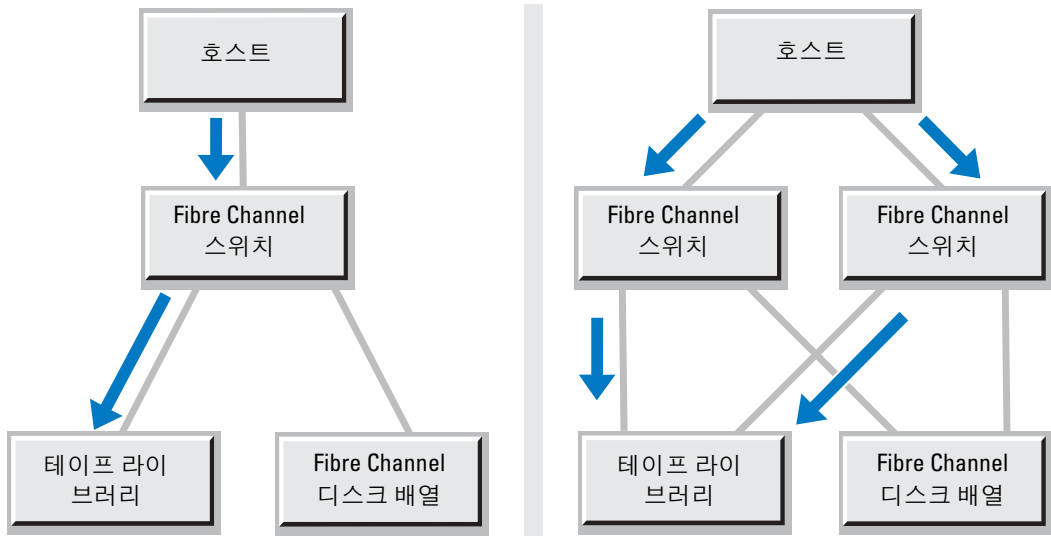 호스트
Fibre Channel
스위치
테이프 라이
브러리
Fibre Channel
디스크 배열
호스트
Fibre Channel
스위치
Fibre Channel
스위치
테이프 라이
브러리
Fibre Channel
디스크 배열